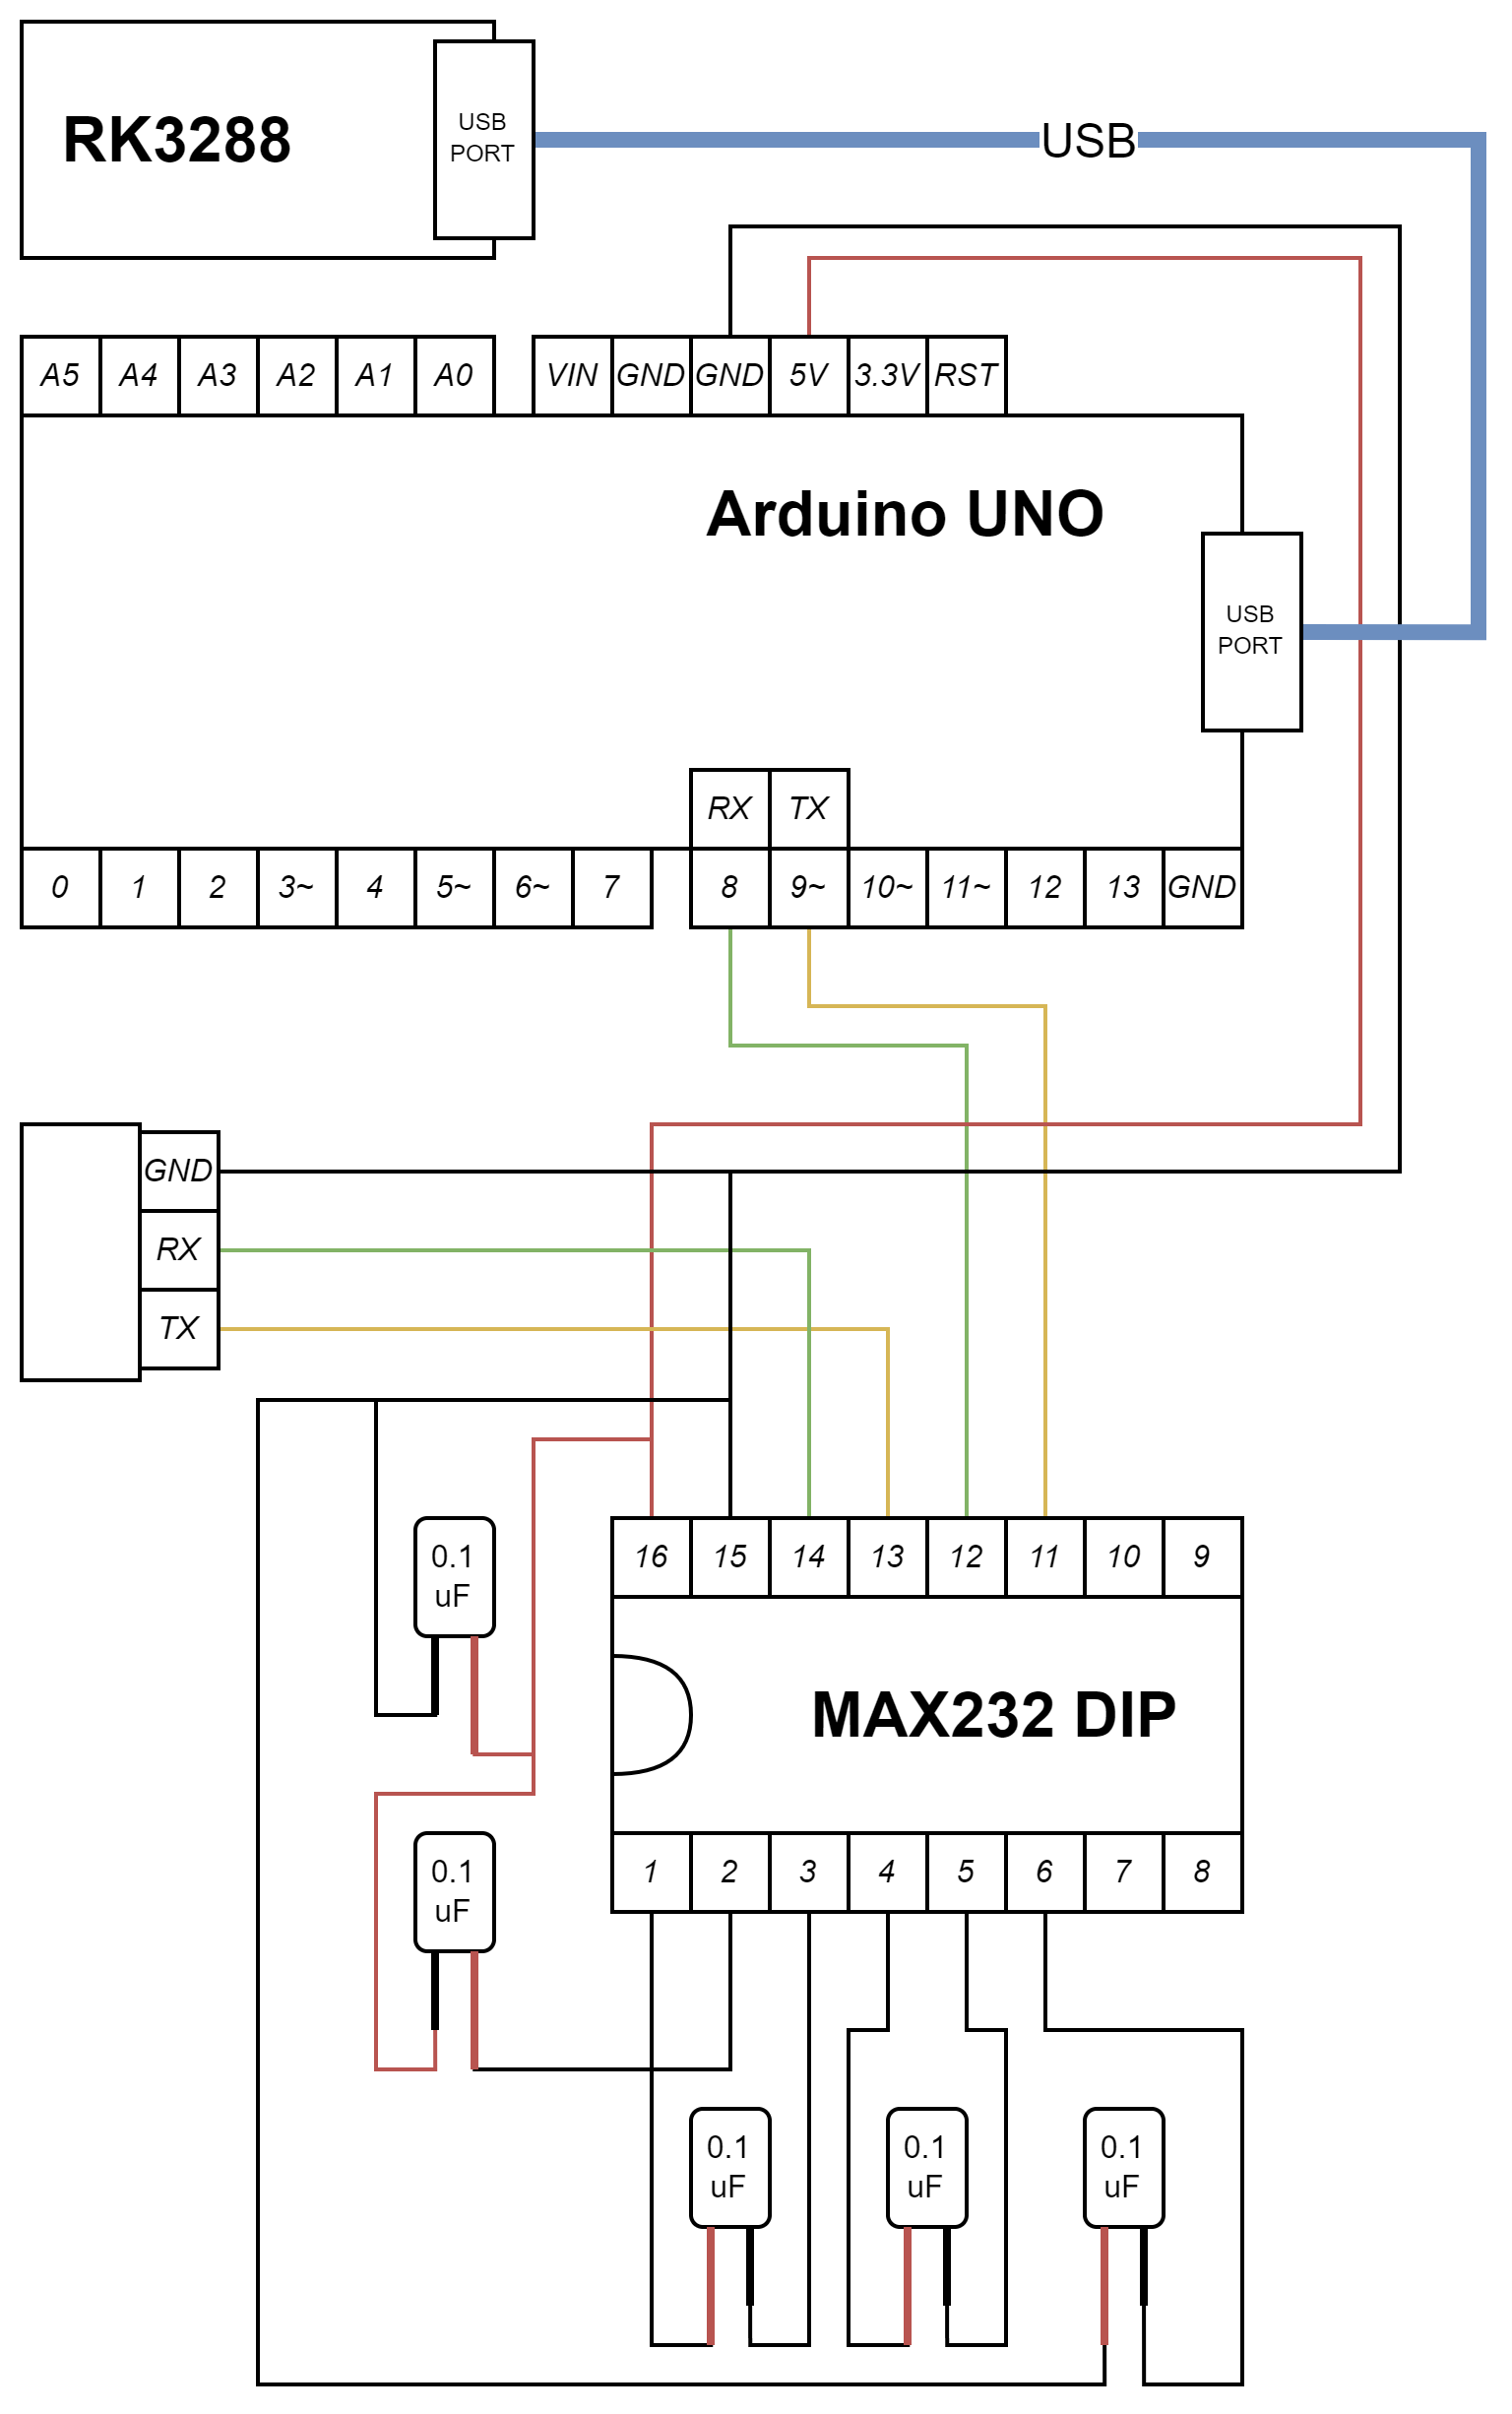 RK3288
USB
PORT
USB
A5 A4 A3 A2 A1 A0 VIN GND GND 5V 3.3V RST
Arduino UNO
USB
PORT
RX TX
0 1 2 3~ 4 5~ 6~ 7 8 9~ 10~ 11~ 12 13 GND
GND
RX
TX
0.1
uF
16 15 14 13 12 11 10 9
MAX232 DIP
0.1
uF
1 2 3 4 5 6 7 8
0.1
uF
0.1
uF
0.1
uF